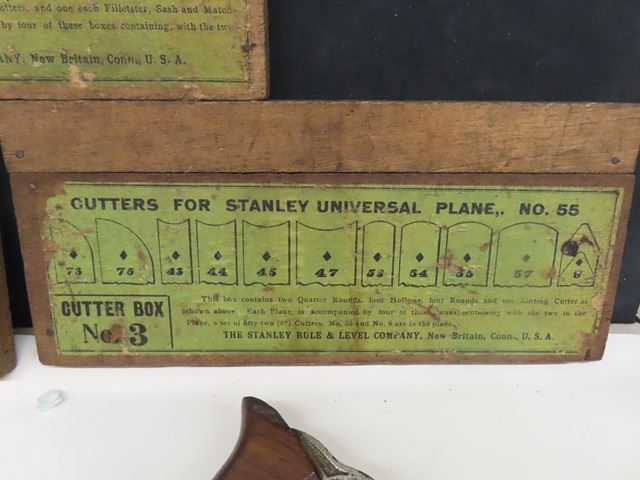 utters, and one each Filletster, Sash and Match
by four of these boxes containing, with the two
ANY, New Britain, Conn., U. S. A.
CUTTERS FOR STANLEY UNIVERSAL PLANE,. NO. 55
73 75 43 44 45 47 53 54 57 8
CUTTER BOX
No. 3
This box contains two Quarter Rounds, four Hollows, four Rounds and one Slitting Cutter as
shown above. Each Plane is accompanied by four of these boxes, containing with the two in the
Plane, a set of fifty-two (52) Cutters. No. and No. 8 are in the plane.
THE STANLEY RULE & LEVEL COMPANY, New Britain, Conn., U. S. A.